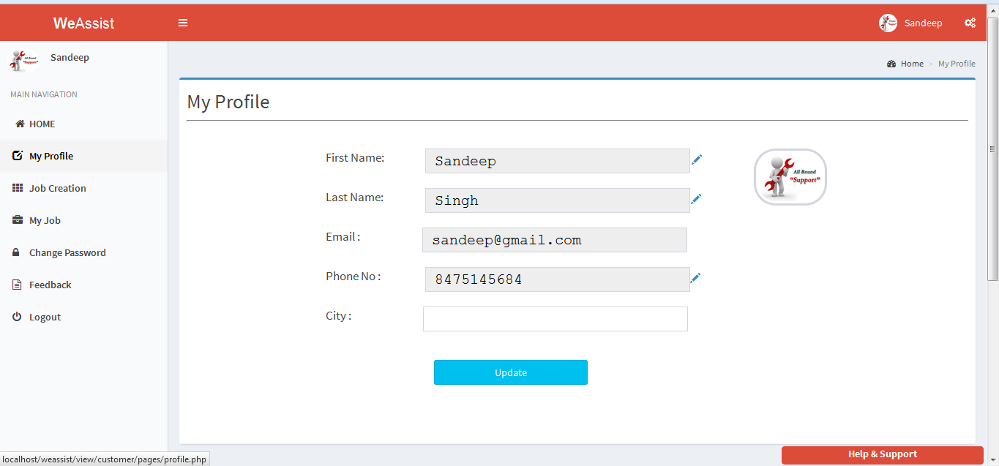 WeAssist
Sandeep
Sandeep
Home > My Profile
MAIN NAVIGATION
HOME
My Profile
Job Creation
My Job
Change Password
Feedback
Logout
My Profile
First Name: Sandeep
Last Name: Singh
Email : sandeep@gmail.com
Phone No : 8475145684
City :
All Round
"Support"
Update
Help & Support
localhost/weassist/view/customer/pages/profile.php